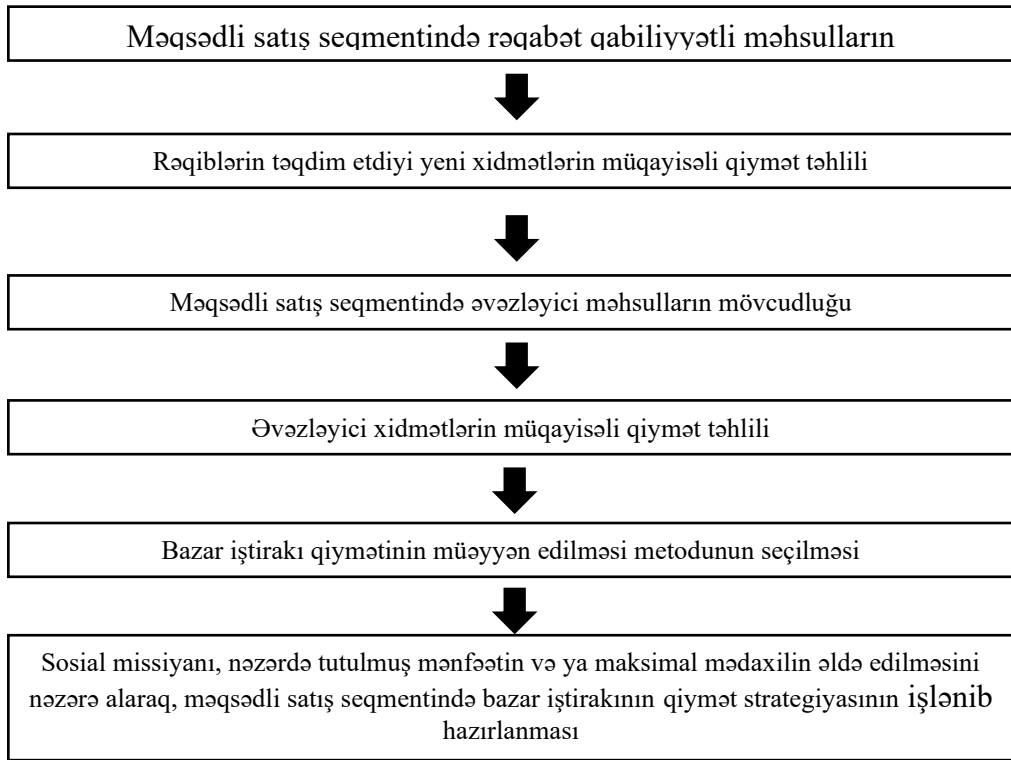 Məqsədli satış seqmentində rəqabət qabiliyyətli məhsulların
Rəqiblərin təqdim etdiyi yeni xidmətlərin müqayisəli qiymət təhlili
Məqsədli satış seqmentində əvəzləyici məhsulların mövcudluğu
Əvəzləyici xidmətlərin müqayisəli qiymət təhlili
Bazar iştirakı qiymətinin müəyyən edilməsi metodunun seçilməsi
Sosial missiyanı, nəzərdə tutulmuş mənfəətin və ya maksimal mədaxilin əldə edilməsini
nəzərə alaraq, məqsədli satış seqmentində bazar iştirakının qiymət strategiyasının işlənib
hazırlanması